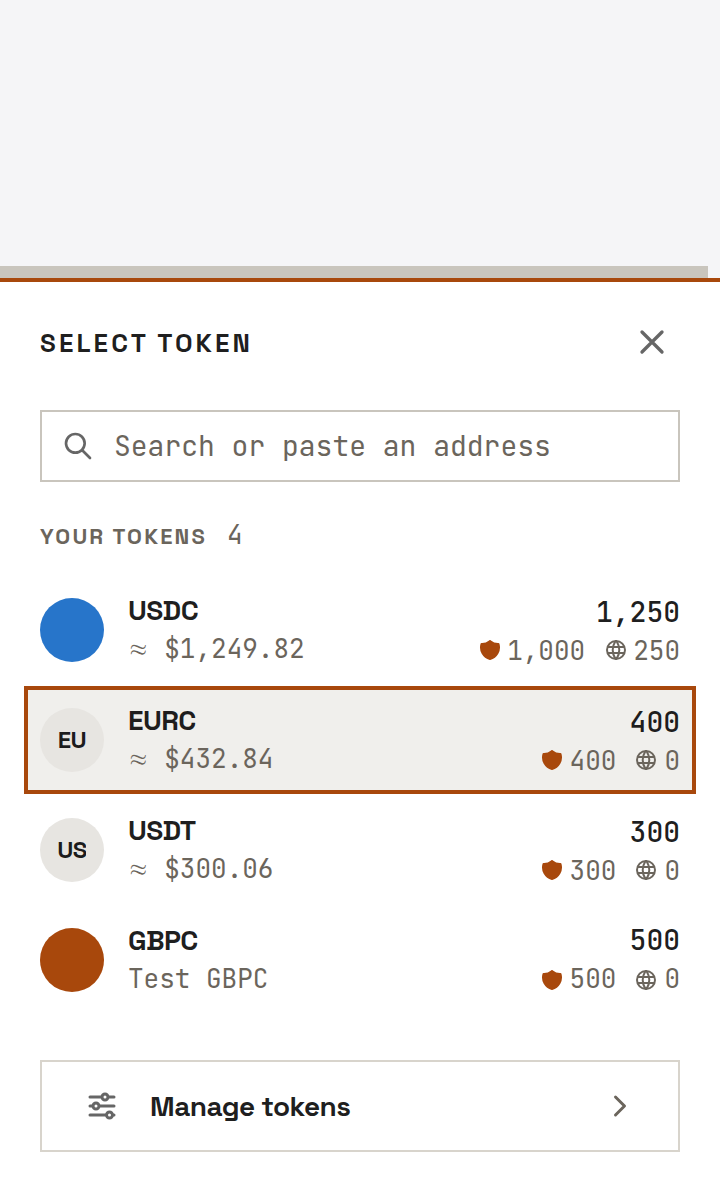 SELECT TOKEN
Search or paste an address
YOUR TOKENS 4
USDC 1,250
≈ $1,249.82 1,000 250
EU EURC 400
≈ $432.84 400 0
US USDT 300
≈ $300.06 300 0
GBPC 500
Test GBPC 500 0
Manage tokens